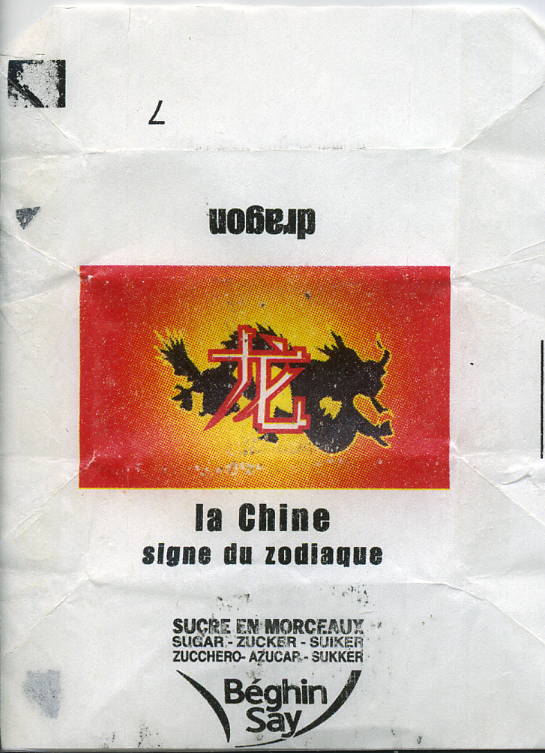 7
dragon
龙
la Chine
signe du zodiaque
SUCRE EN MORCEAUX
SUGAR - ZUCKER - SUIKER
ZUCCHERO - AZUCAR - SUKKER
Béghin
Say